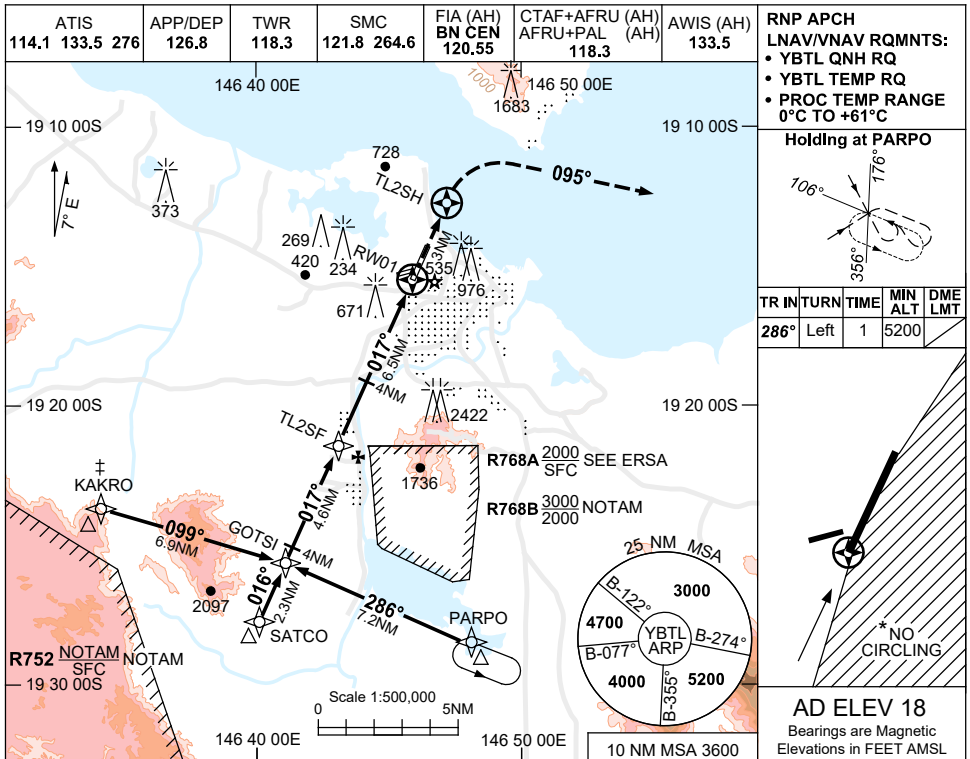 ATIS
114.1 133.5 276
APP/DEP
126.8
TWR
118.3
SMC
121.8 264.6
FIA (AH)
BN CEN
120.55
CTAF+AFRU (AH)
AFRU+PAL (AH)
118.3
AWIS (AH)
133.5
RNP APCH
LNAV/VNAV RQMNTS:
• YBTL QNH RQ
• YBTL TEMP RQ
• PROC TEMP RANGE
0°C TO +61°C
Holding at PARPO
176°
106°
356°
TR IN TURN TIME MIN ALT DME LMT
286° Left 1 5200
*NO
CIRCLING
AD ELEV 18
Bearings are Magnetic
Elevations in FEET AMSL
146 40 00E
146 50 00E
1000
1683
19 10 00S
19 10 00S
7° E
373
728
TL2SH
095°
269
234
420
RW01
535
3NM
976
671
017°
6.5NM
4NM
19 20 00S
19 20 00S
2422
TL2SF
1736
R768A 2000
SFC SEE ERSA
R768B 3000
2000 NOTAM
‡
KAKRO
099°
6.9NM
GOTSI
017°
4.6NM
4NM
2097
016°
2.3NM
SATCO
286°
7.2NM
PARPO
R752 NOTAM
SFC NOTAM
19 30 00S
Scale 1:500,000
0
5NM
25 NM MSA
3000
B-122°
4700
YBTL
ARP
B-274°
B-077°
4000
B-355°
5200
146 40 00E
146 50 00E
10 NM MSA 3600